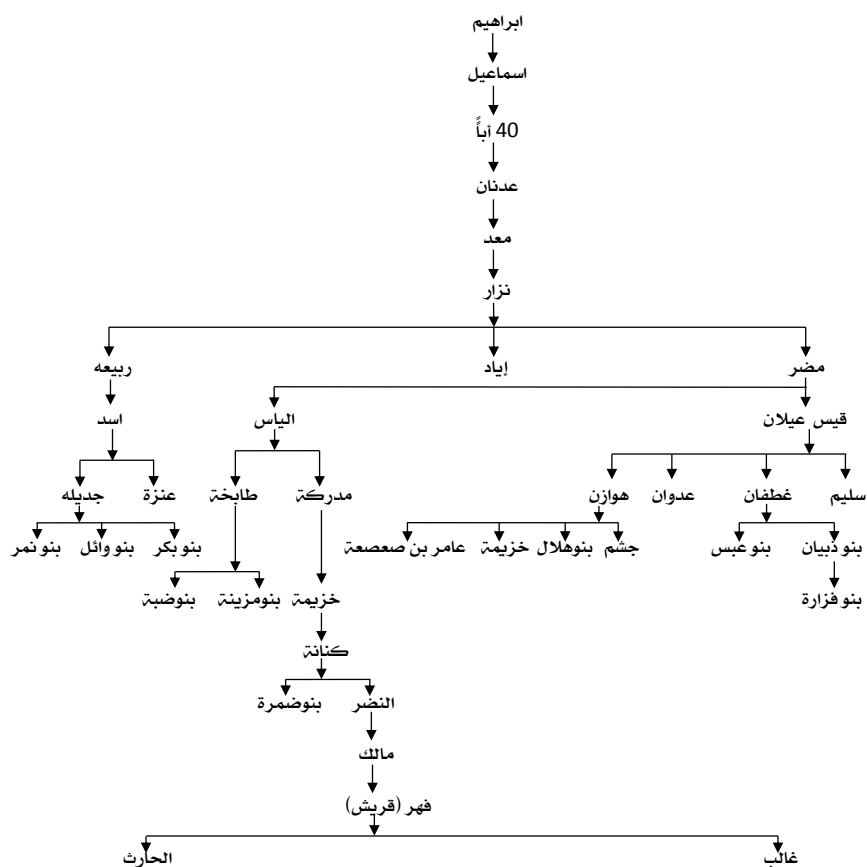 ابراهيم
اسماعيل
40 أباً
عدنان
معد
نزار
مضر إياد ربيعه
قيس عيلان الياس اسد
سليم غطفان عدوان هوازن مدركة طابخة عنزة جديله
بنو ذبيان بنو عبس جشم بنوهلال خزيمة عامر بن صعصعة بنو بكر بنو وائل بنو نمر
بنو فزارة خزيمة بنومزينة بنوضبة
كنانة
النضر بنوضمرة
مالك
فهر (قريش)
غالب الحارث